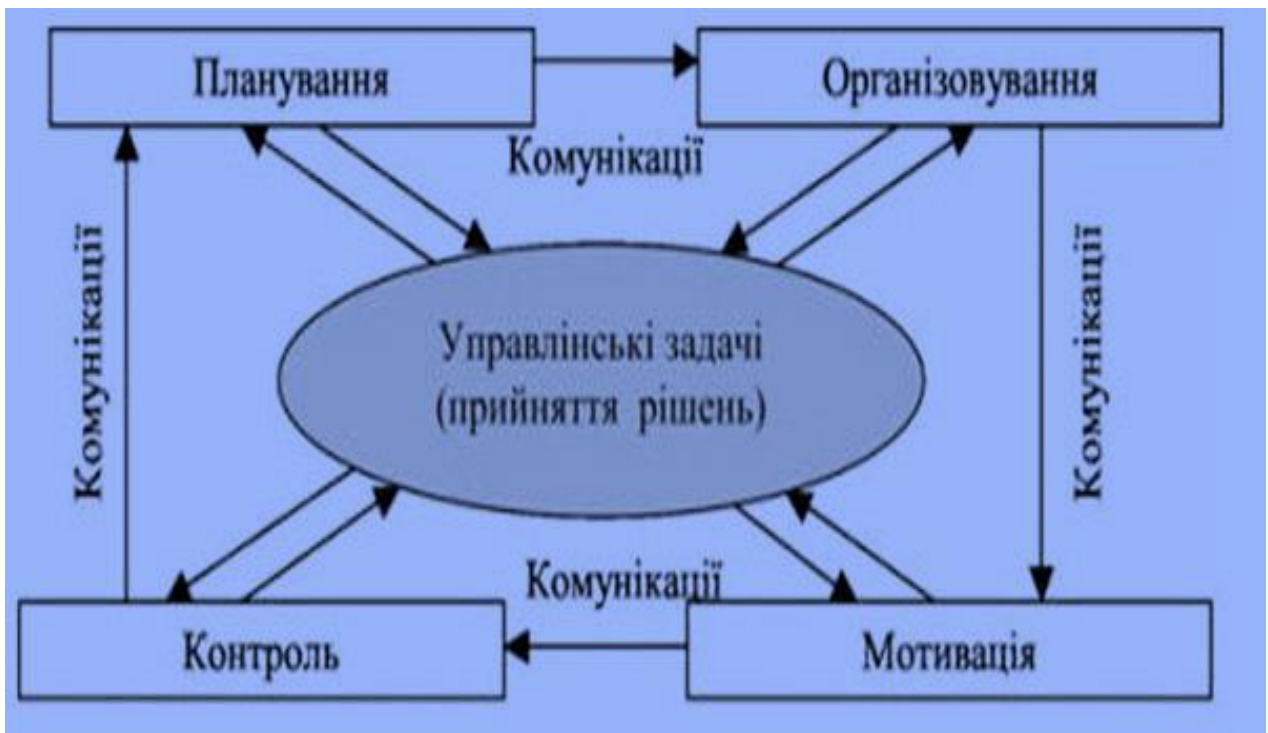 Планування
Організовування
Комунікації
Комунікації
Комунікації
Управлінські задачі
(прийняття рішень)
Комунікації
Контроль
Мотивація